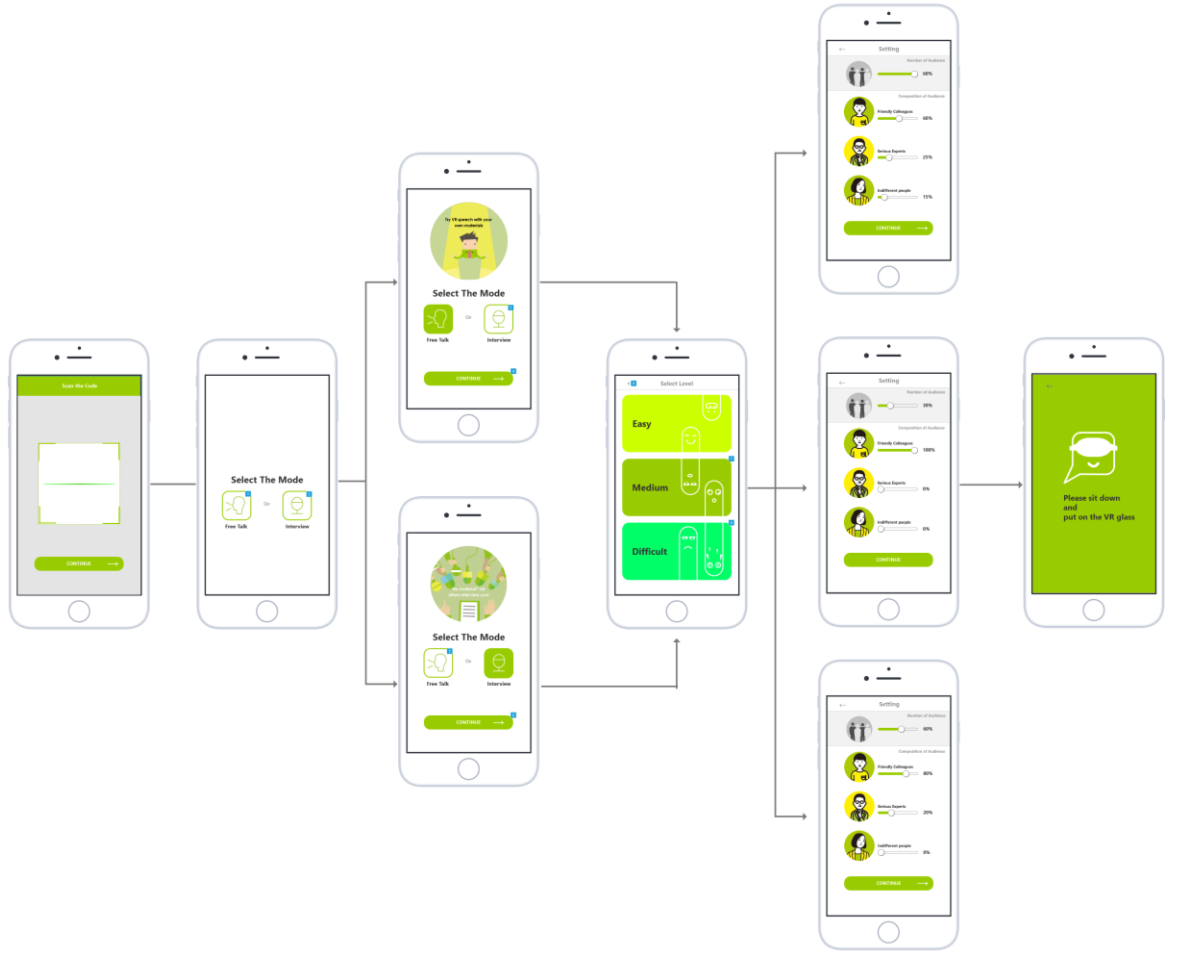 Scan the Code
CONTINUE
Select The Mode
Or
Free Talk
Interview
Try VR speech with your
own materials
Select The Mode
Or
Free Talk
Interview
CONTINUE
Select The Mode
Or
Free Talk
Interview
CONTINUE
Select Level
Easy
Medium
Difficult
Setting
Number of Audience
Composition of Audience
Friendly Colleagues
60%
Serious Experts
25%
Indifferent people
15%
CONTINUE
Setting
Number of Audience
30%
Composition of Audience
Friendly Colleagues
100%
Serious Experts
0%
Indifferent people
0%
CONTINUE
Setting
Number of Audience
60%
Composition of Audience
Friendly Colleagues
80%
Serious Experts
20%
Indifferent people
0%
CONTINUE
Please sit down
and
put on the VR glass